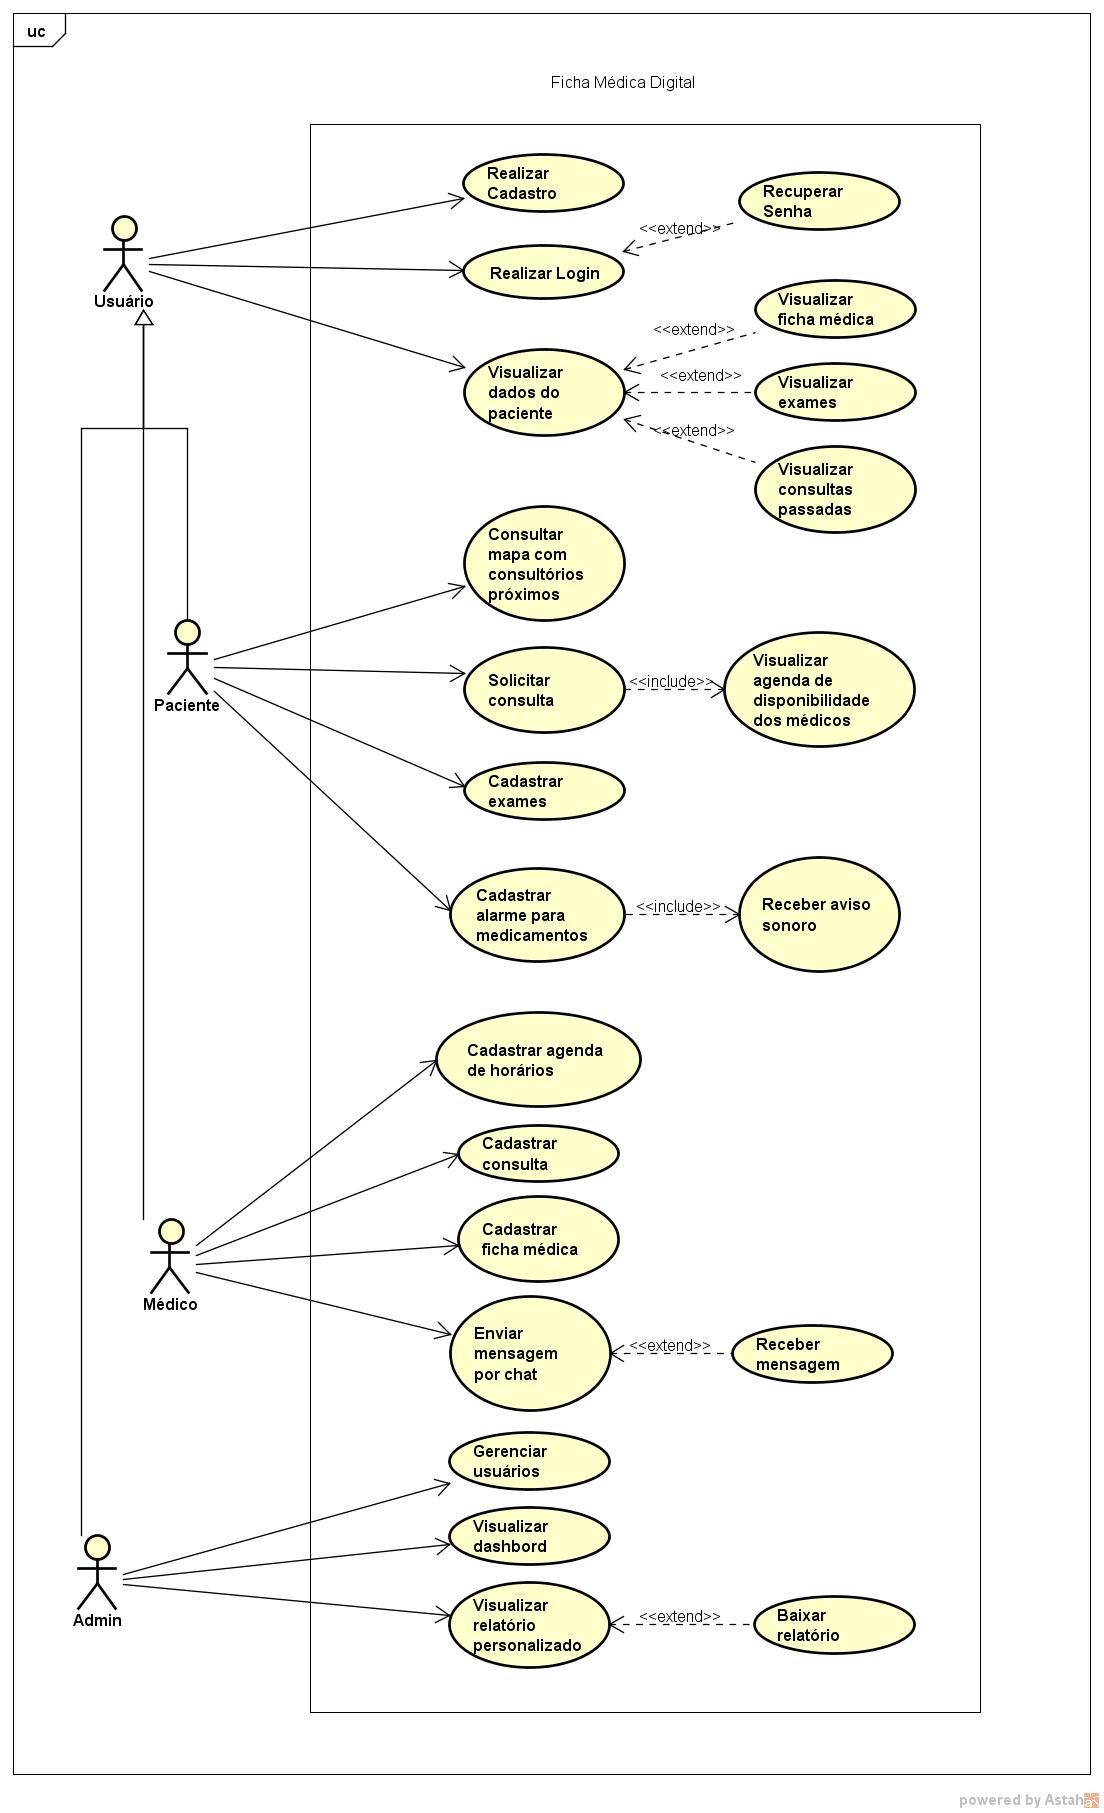 uc
Ficha Médica Digital
Realizar
Cadastro
Recuperar
Senha
<<extend>>
Usuário
Realizar Login
Visualizar
ficha médica
<<extend>>
Visualizar
dados do
paciente
<<extend>>
Visualizar
exames
<<extend>>
Visualizar
consultas
passadas
Consultar
mapa com
consultórios
próximos
Paciente
Solicitar
consulta
<<include>>
Visualizar
agenda de
disponibilidade
dos médicos
Cadastrar
exames
Cadastrar
alarme para
medicamentos
<<include>>
Receber aviso
sonoro
Cadastrar agenda
de horários
Cadastrar
consulta
Cadastrar
ficha médica
Médico
Enviar
mensagem
por chat
<<extend>>
Receber
mensagem
Gerenciar
usuários
Visualizar
dashbord
Admin
Visualizar
relatório
personalizado
<<extend>>
Baixar
relatório
powered by Astah